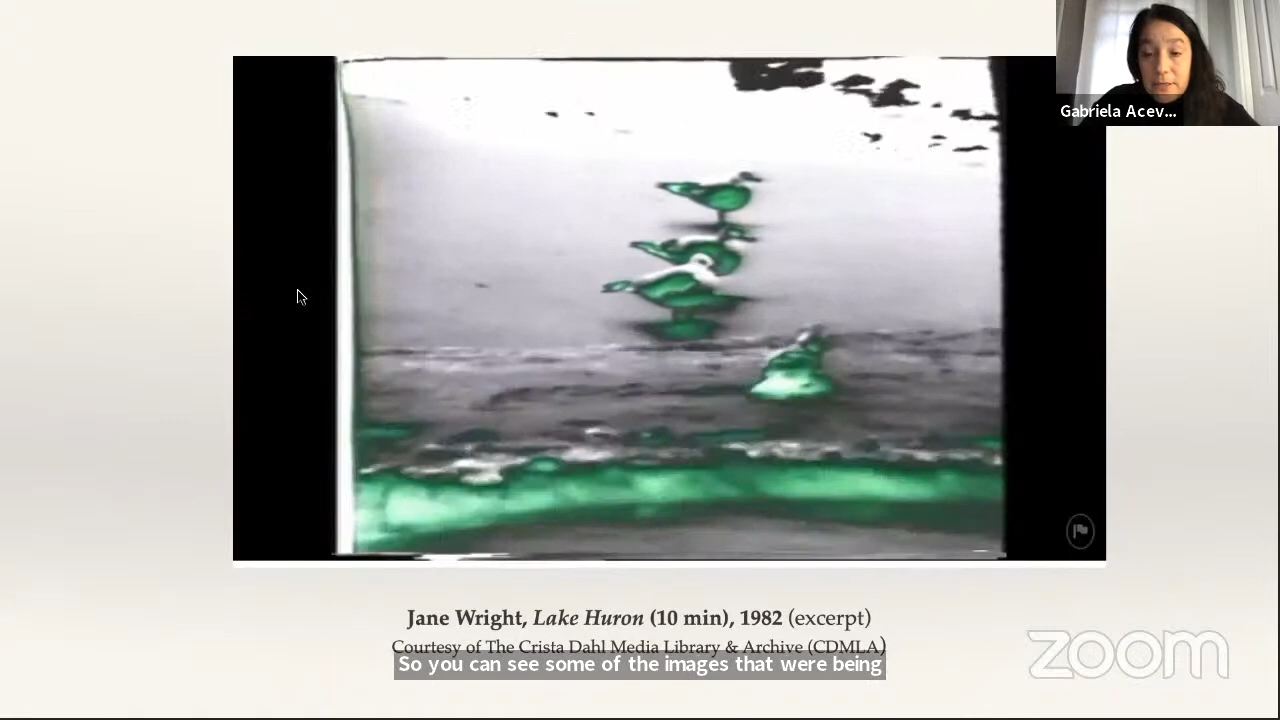 Gabriela Acev...
Jane Wright, Lake Huron (10 min), 1982 (excerpt)
Courtesy of The Crista Dahl Media Library & Archive (CDMLA)
So you can see some of the images that were being
zoom